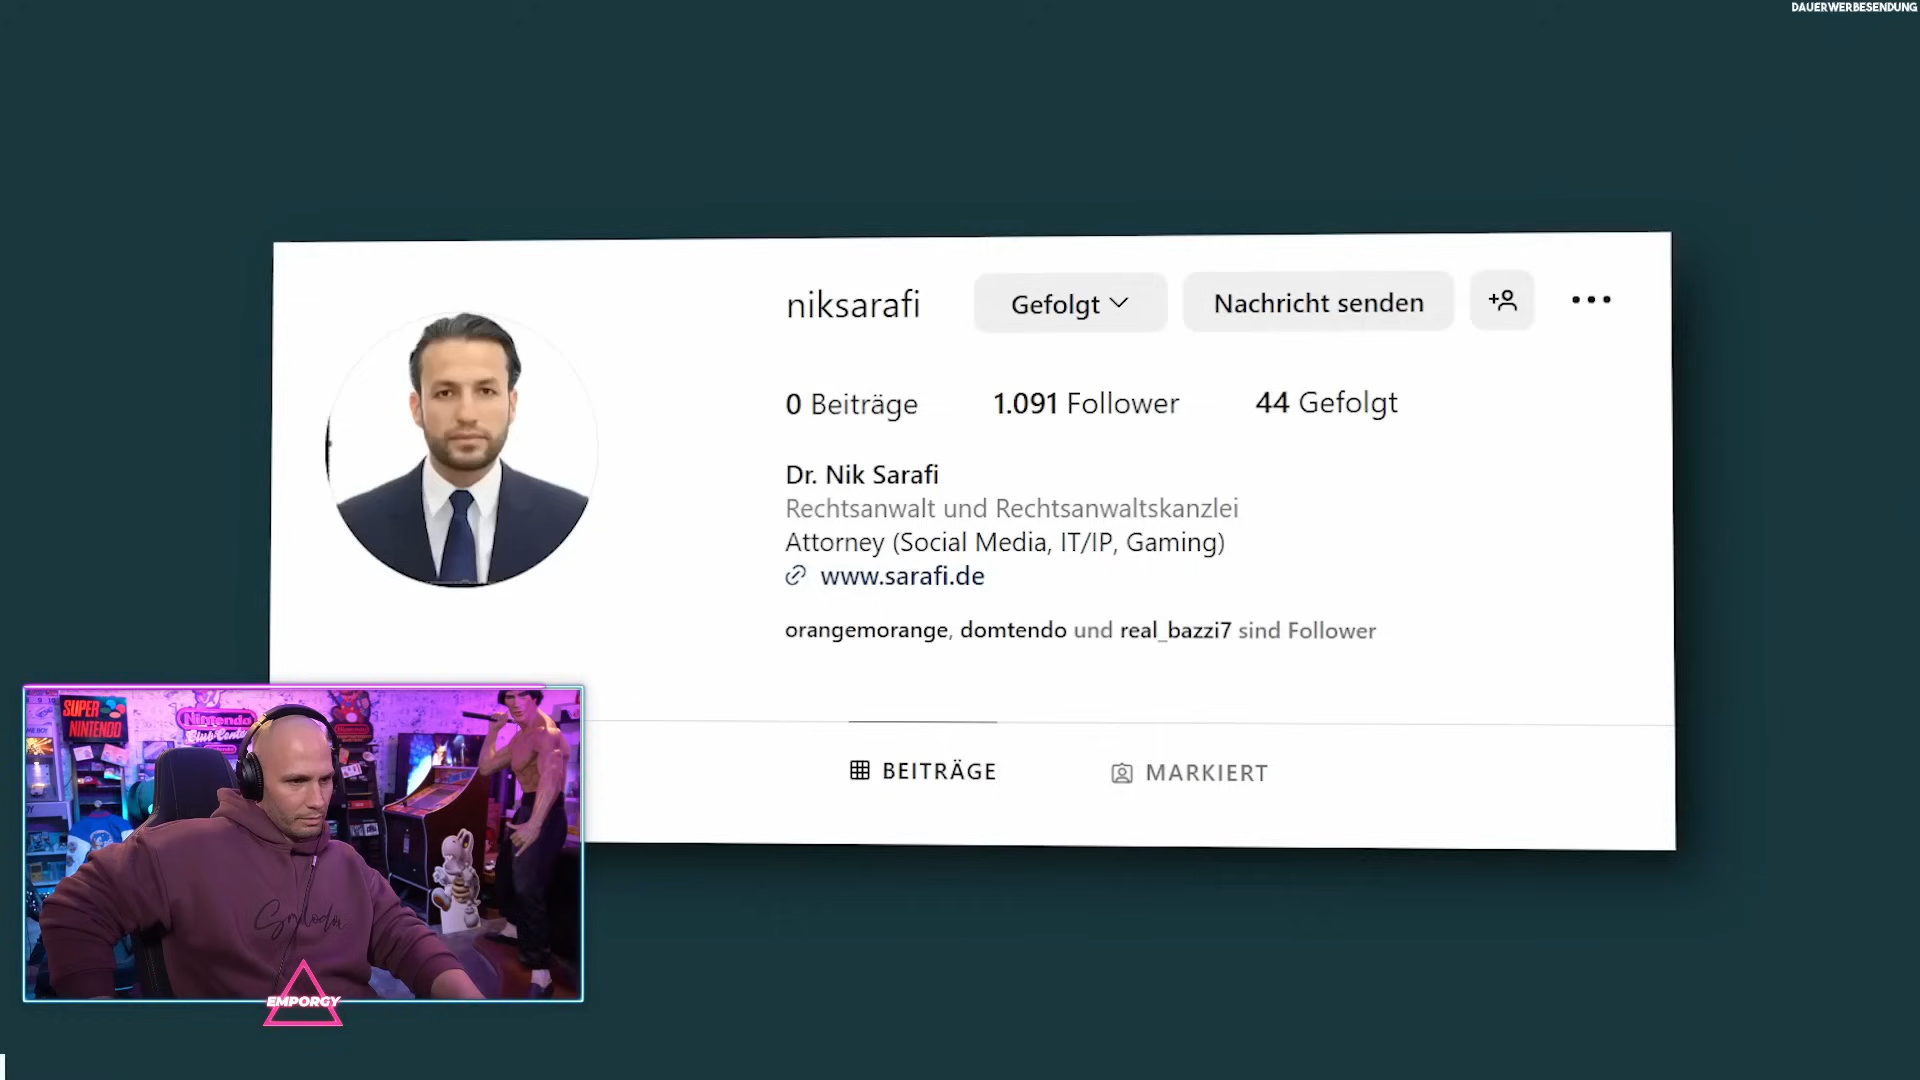 DAUERWERBESENDUNG
niksarafi
Gefolgt
Nachricht senden
0 Beiträge
1.091 Follower
44 Gefolgt
Dr. Nik Sarafi
Rechtsanwalt und Rechtsanwaltskanzlei
Attorney (Social Media, IT/IP, Gaming)
www.sarafi.de
orangemorange, domtendo und real_bazzi7 sind Follower
BEITRÄGE
MARKIERT
SUPER
NINTENDO
Nintendo
EMPORGY